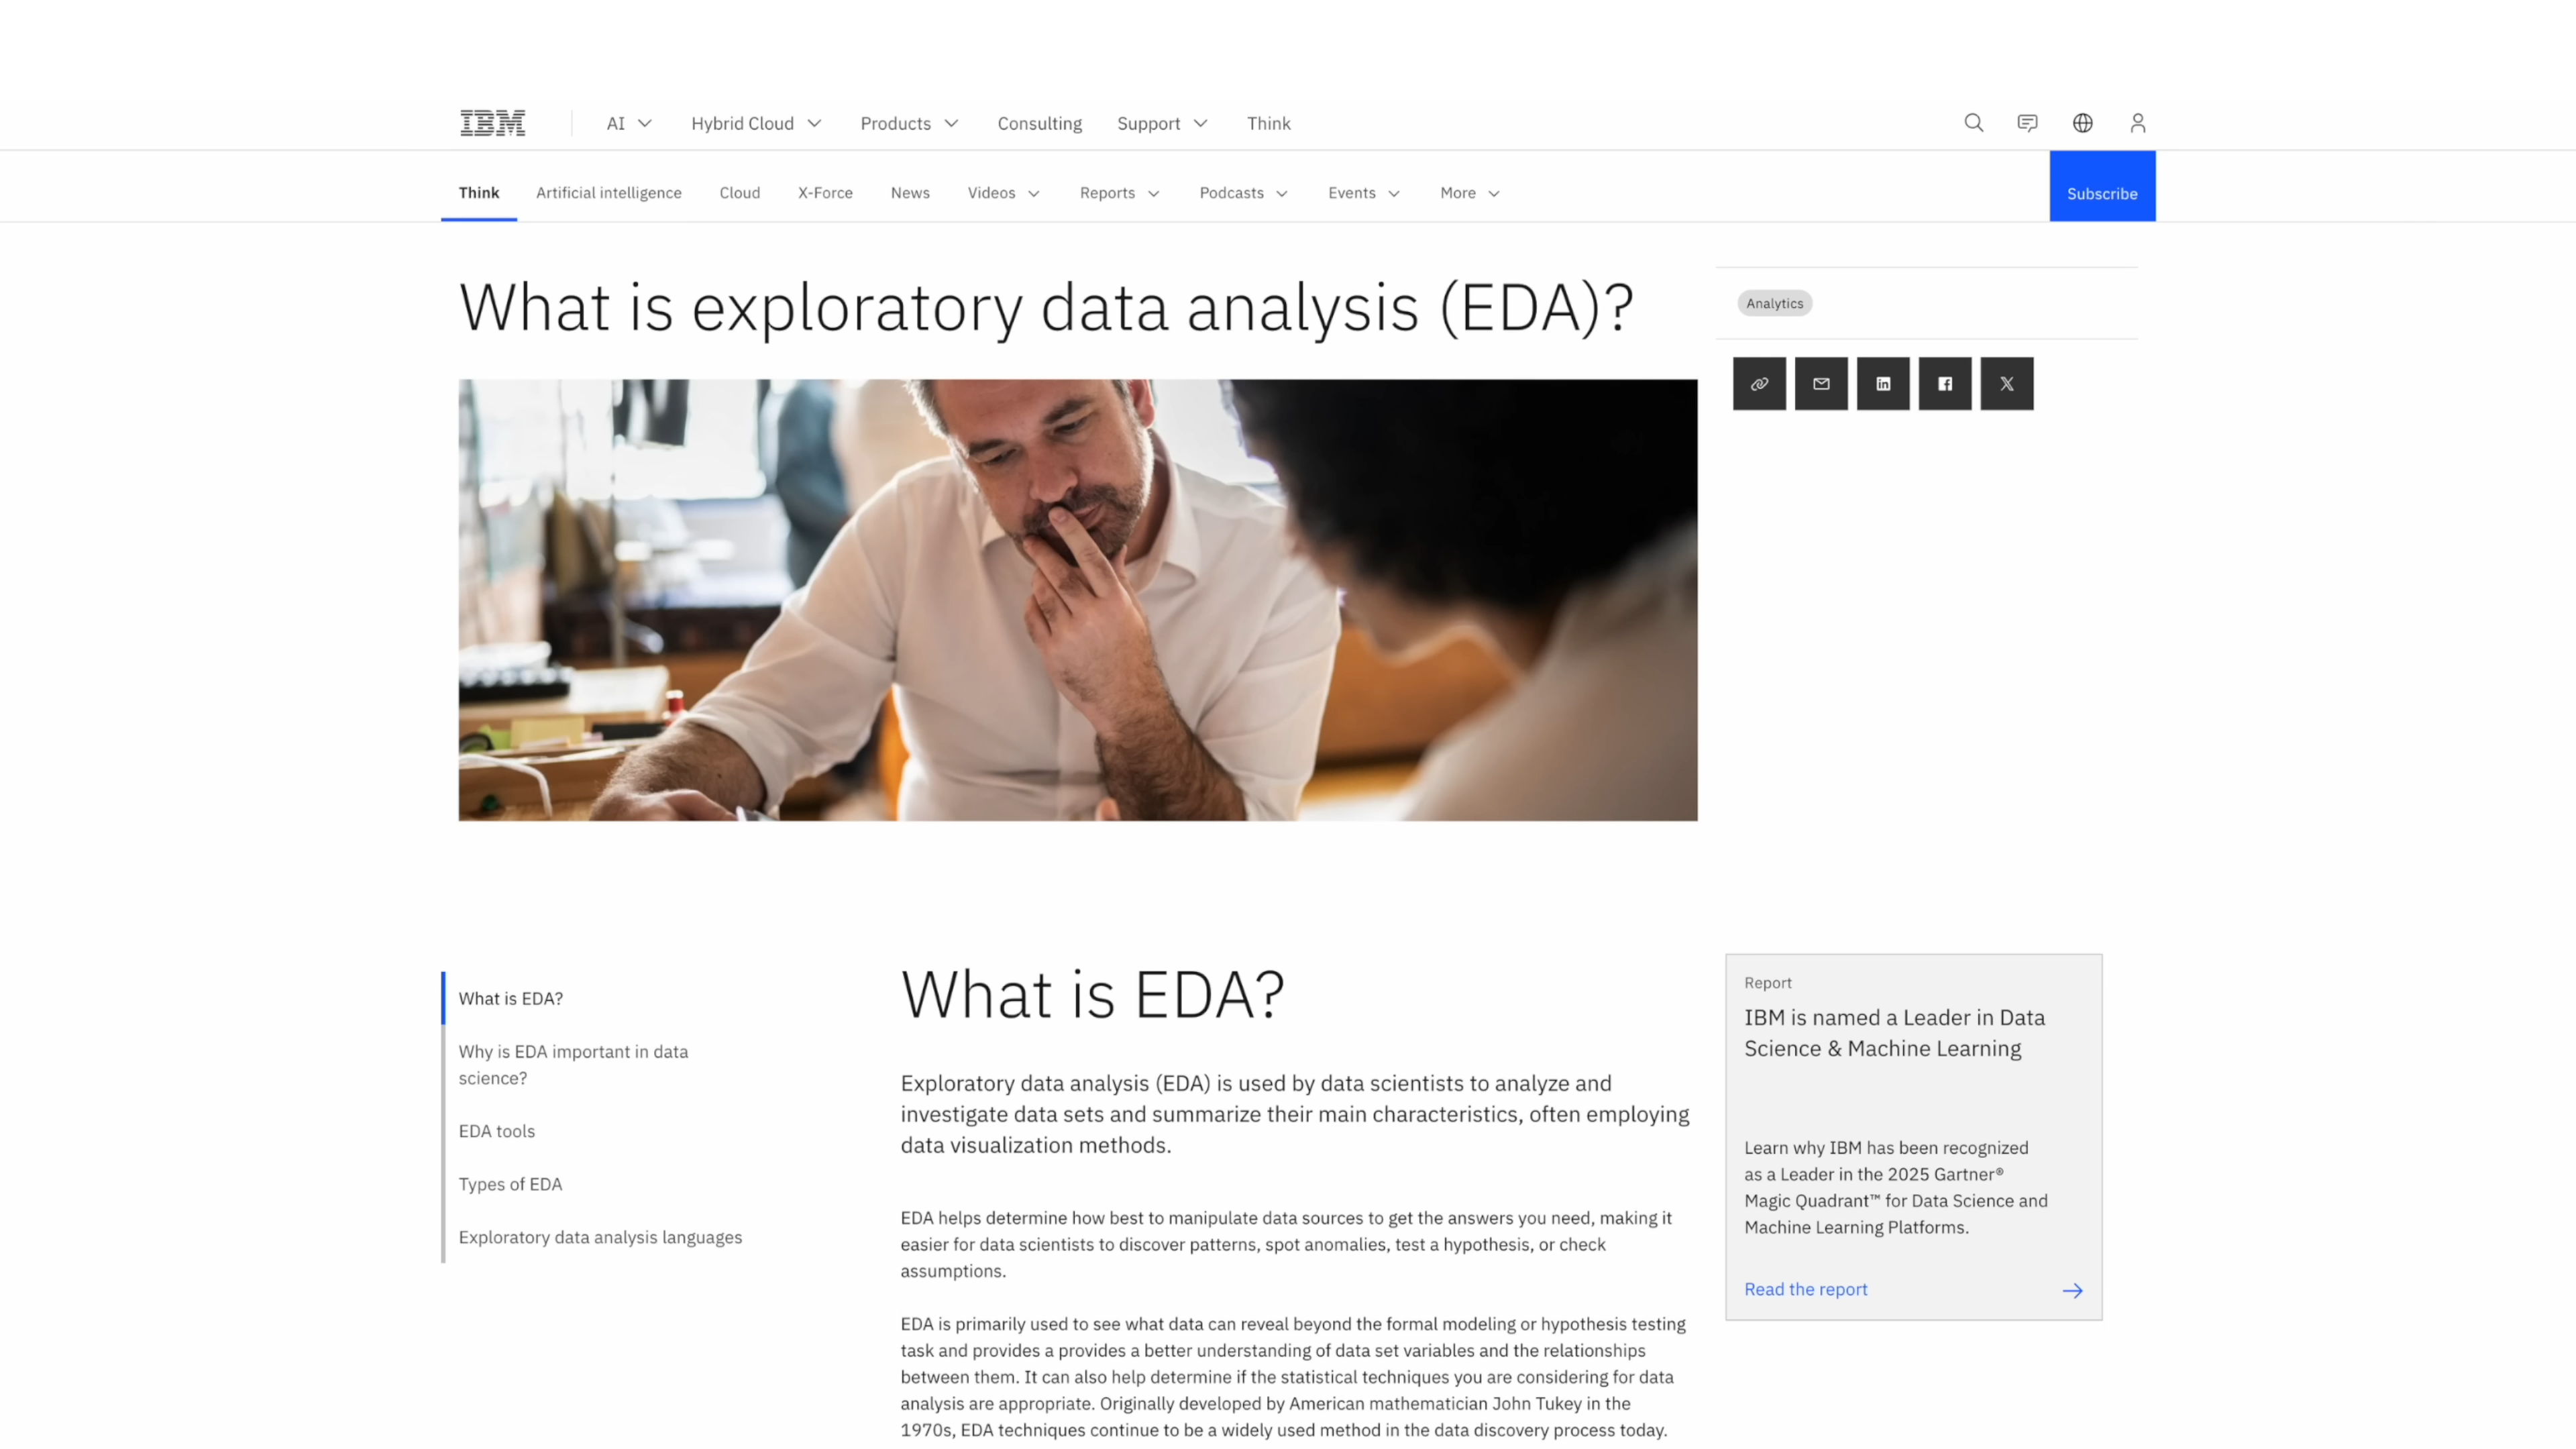 IBM
AI
Hybrid Cloud
Products
Consulting
Support
Think
Think
Artificial intelligence
Cloud
X-Force
News
Videos
Reports
Podcasts
Events
More
Subscribe
What is exploratory data analysis (EDA)?
Analytics
What is EDA?
Why is EDA important in data
science?
EDA tools
Types of EDA
Exploratory data analysis languages
What is EDA?
Exploratory data analysis (EDA) is used by data scientists to analyze and
investigate data sets and summarize their main characteristics, often employing
data visualization methods.
EDA helps determine how best to manipulate data sources to get the answers you need, making it
easier for data scientists to discover patterns, spot anomalies, test a hypothesis, or check
assumptions.
EDA is primarily used to see what data can reveal beyond the formal modeling or hypothesis testing
task and provides a provides a better understanding of data set variables and the relationships
between them. It can also help determine if the statistical techniques you are considering for data
analysis are appropriate. Originally developed by American mathematician John Tukey in the
1970s, EDA techniques continue to be a widely used method in the data discovery process today.
Report
IBM is named a Leader in Data
Science & Machine Learning
Learn why IBM has been recognized
as a Leader in the 2025 Gartner®
Magic Quadrant™ for Data Science and
Machine Learning Platforms.
Read the report